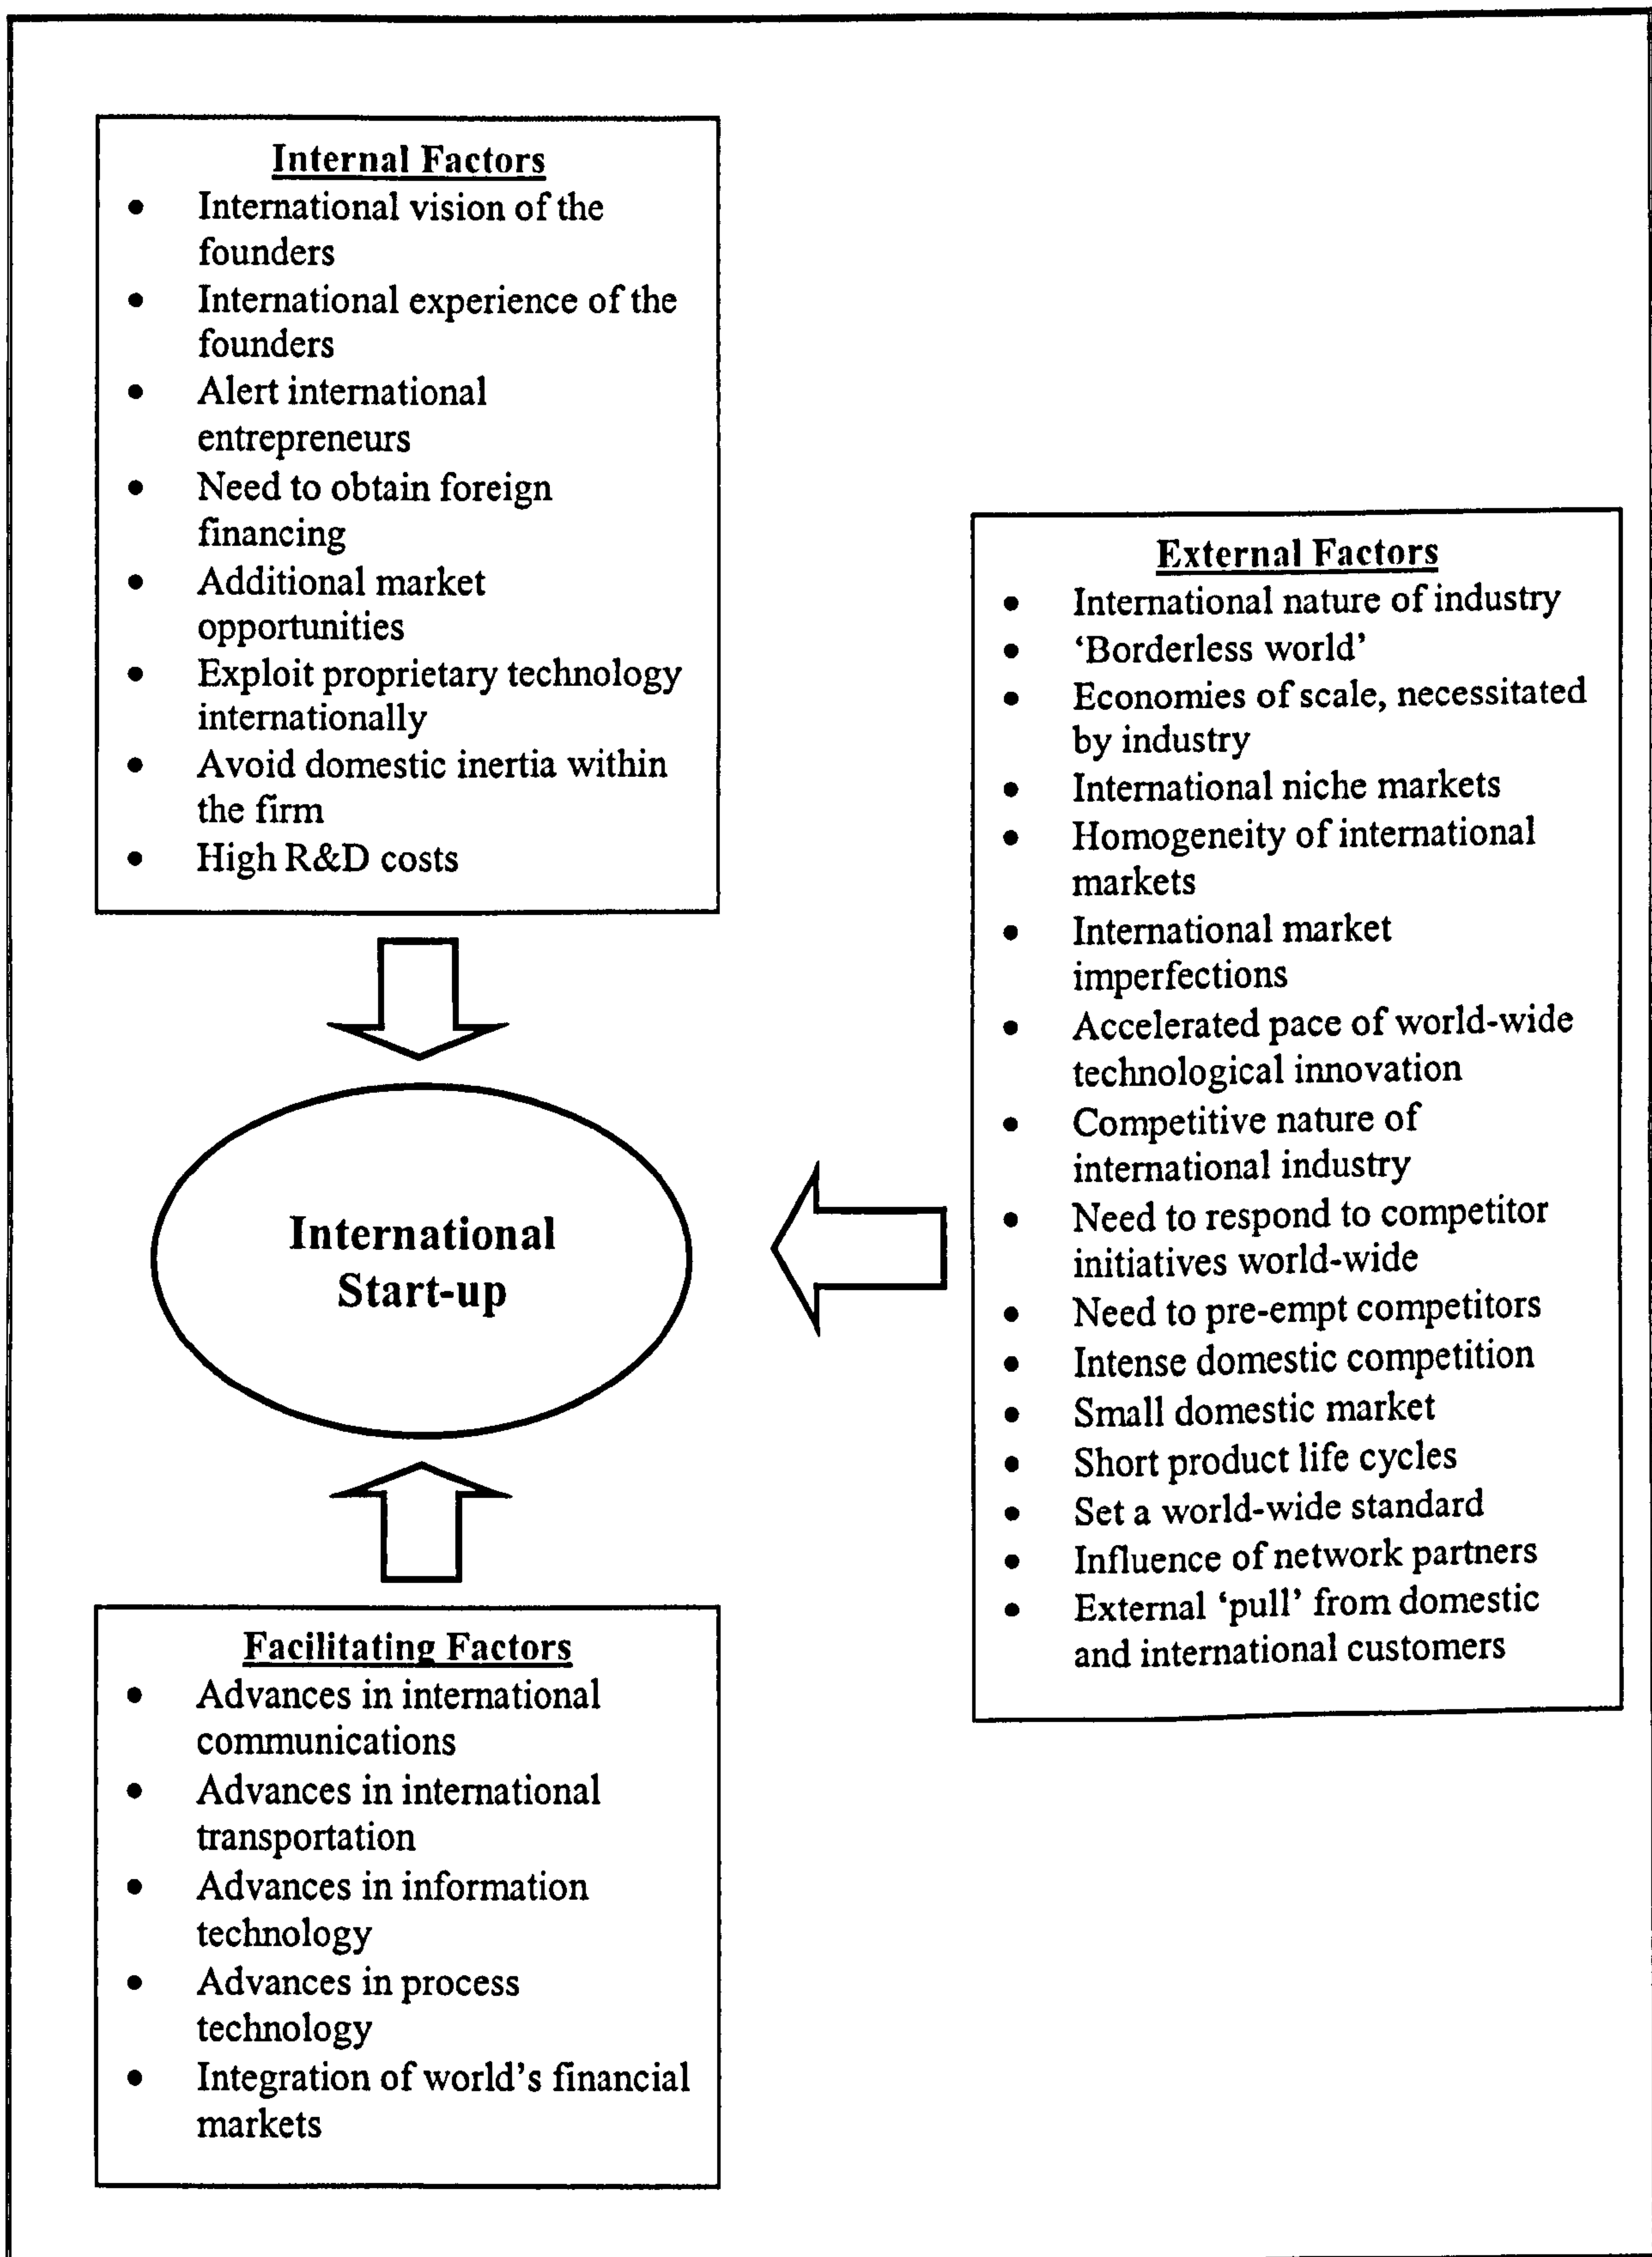 Internal Factors
• International vision of the
founders
• International experience of the
founders
• Alert international
entrepreneurs
• Need to obtain foreign
financing
• Additional market
opportunities
• Exploit proprietary technology
internationally
• Avoid domestic inertia within
the firm
• High R&D costs
International
Start-up
Facilitating Factors
• Advances in international
communications
• Advances in international
transportation
• Advances in information
technology
• Advances in process
technology
• Integration of world's financial
markets
External Factors
• International nature of industry
• ‘Borderless world’
• Economies of scale, necessitated
by industry
• International niche markets
• Homogeneity of international
markets
• International market
imperfections
• Accelerated pace of world-wide
technological innovation
• Competitive nature of
international industry
• Need to respond to competitor
initiatives world-wide
• Need to pre-empt competitors
• Intense domestic competition
• Small domestic market
• Short product life cycles
• Set a world-wide standard
• Influence of network partners
• External ‘pull’ from domestic
and international customers